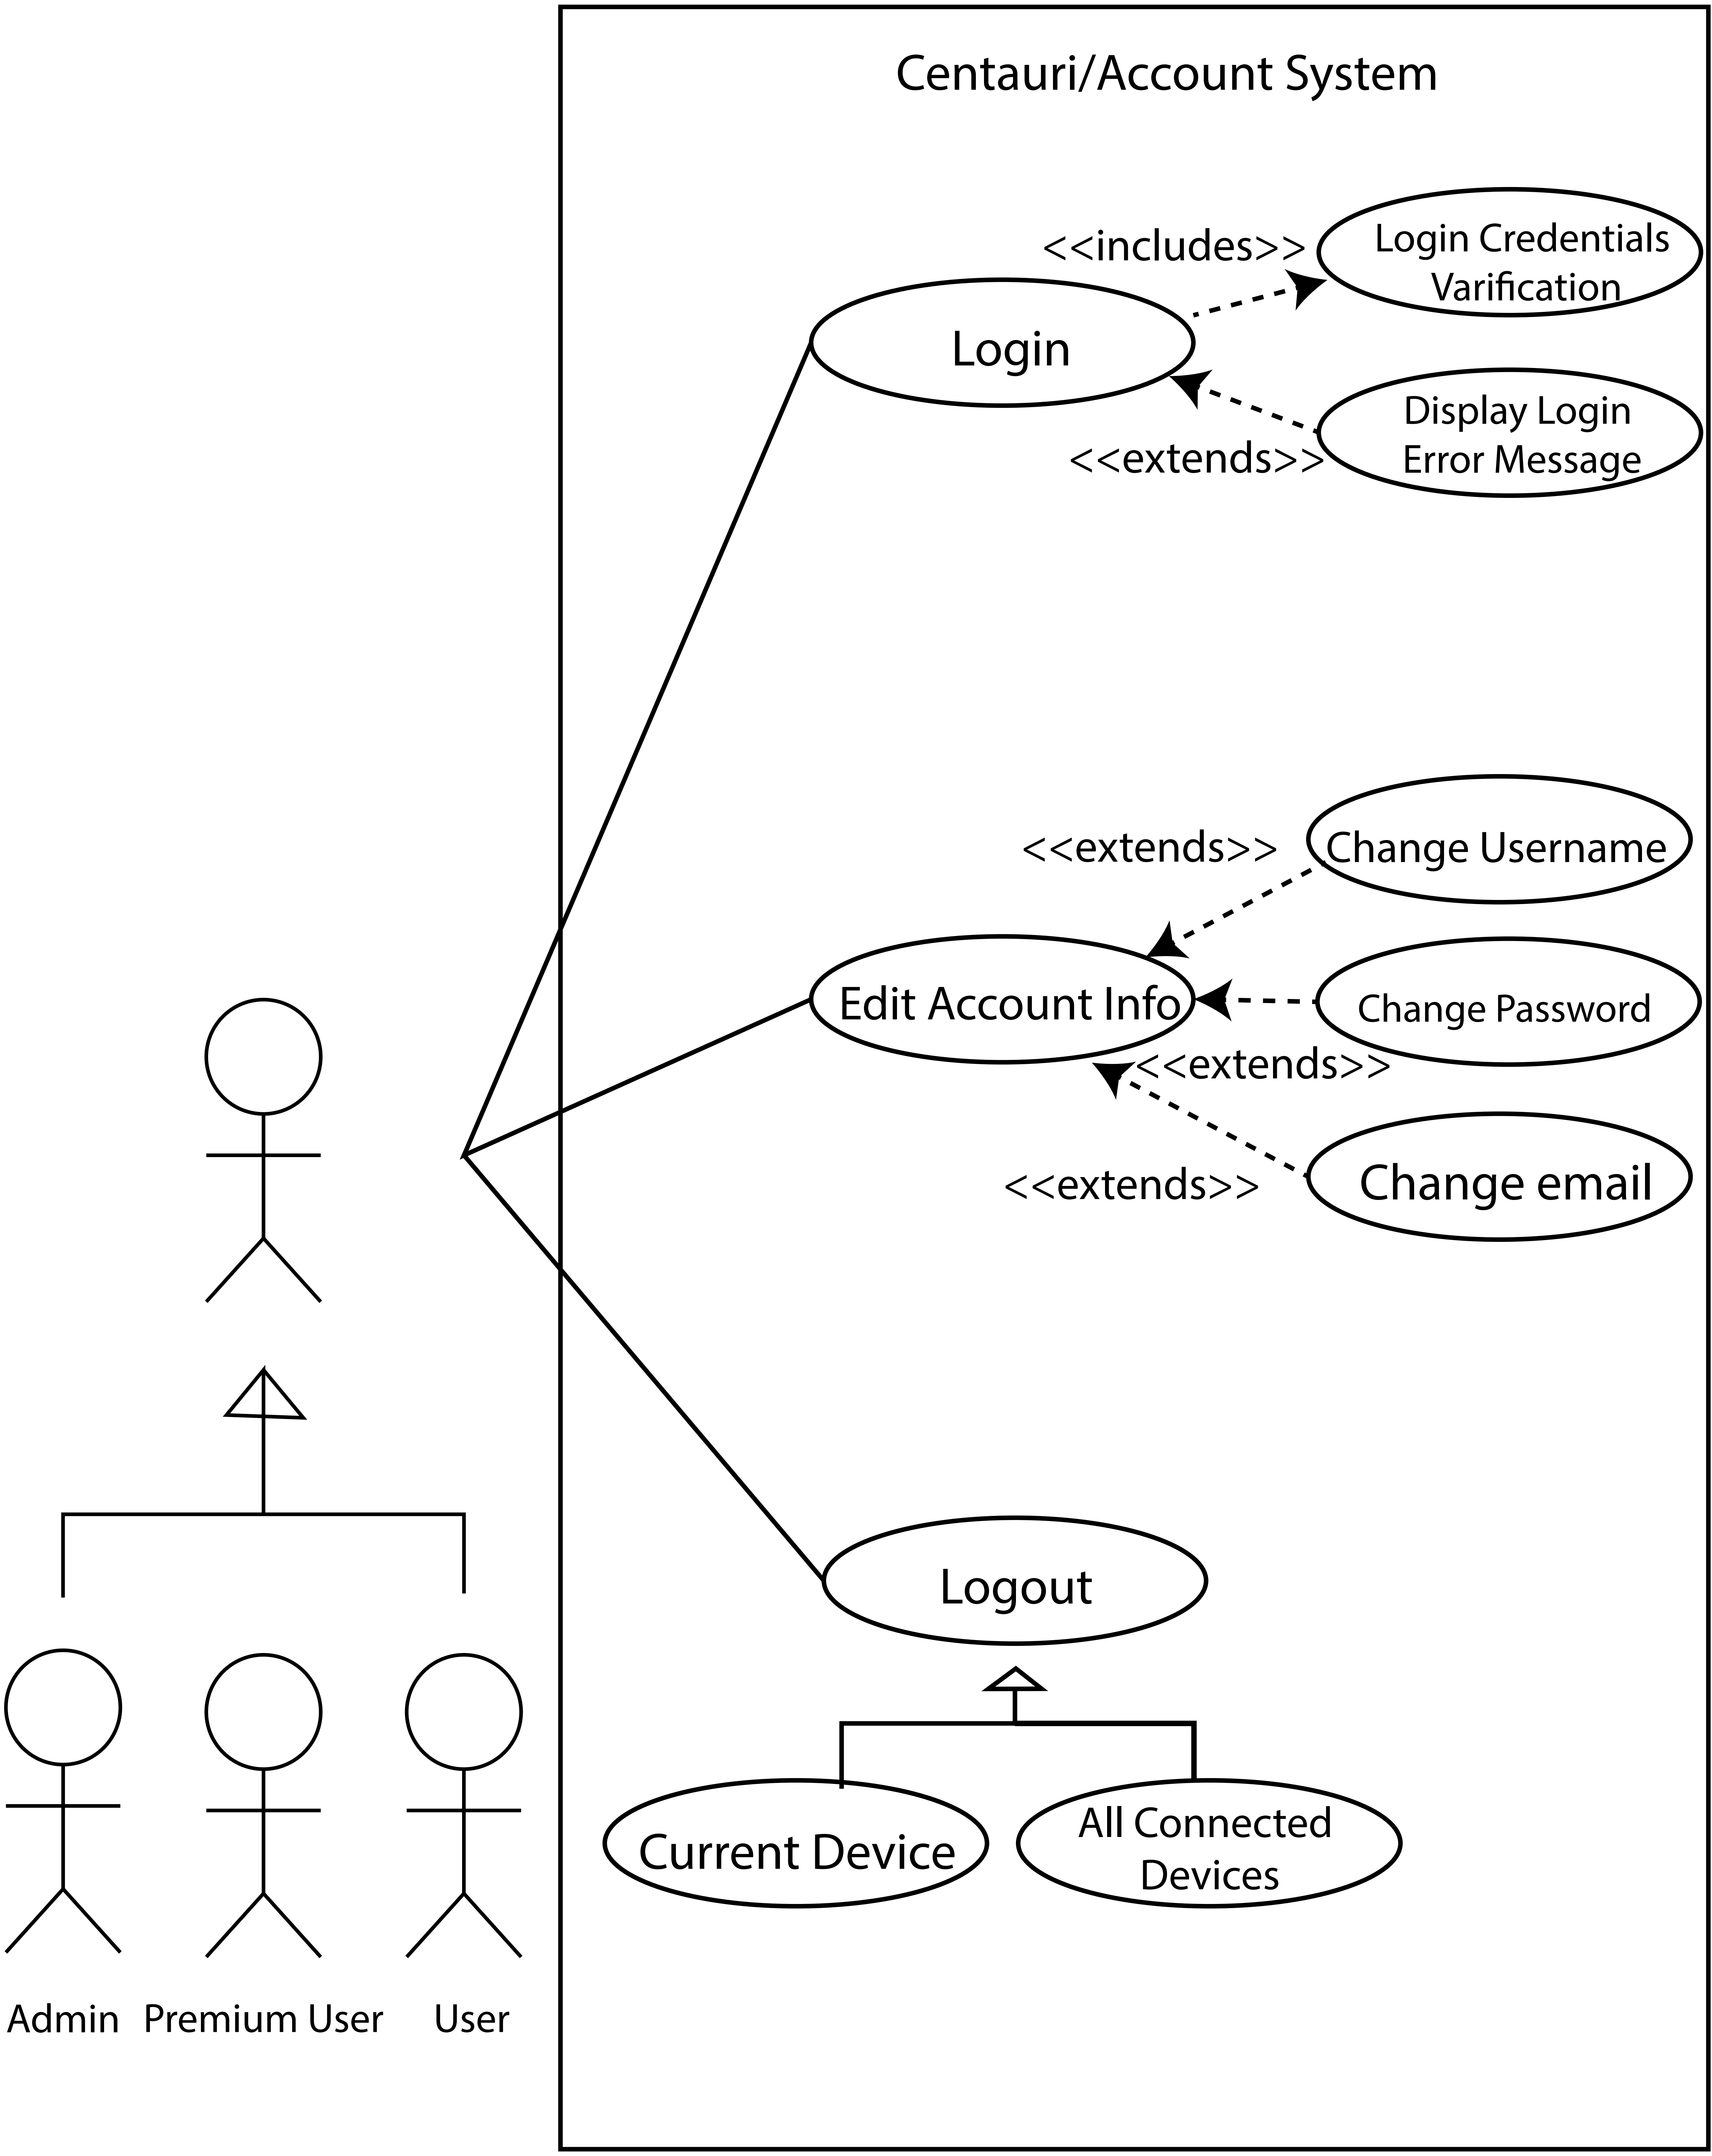 Centauri/Account System
<<includes>>
Login Credentials
Varification
Login
Display Login
Error Message
<<extends>>
<<extends>>
Change Username
Edit Account Info
Change Password
<<extends>>
<<extends>>
Change email
Logout
Current Device
All Connected
Devices
Admin
Premium User
User